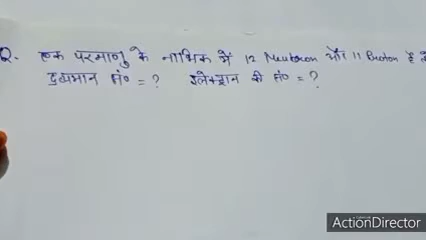 Q. एक परमाणु के नाभिक में 12 Neutron और 11 Proton है तो
द्रव्यमान सं० = ? इलेक्ट्रान की सं० = ?
ActionDirector